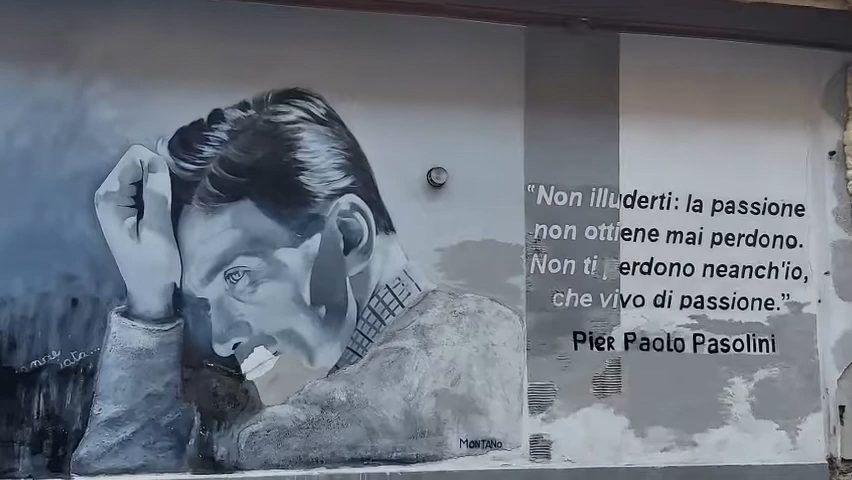 “Non illuderti: la passione
non ottiene mai perdono.
Non ti perdono neanch'io,
che vivo di passione.”
Pier Paolo Pasolini
MONTANO